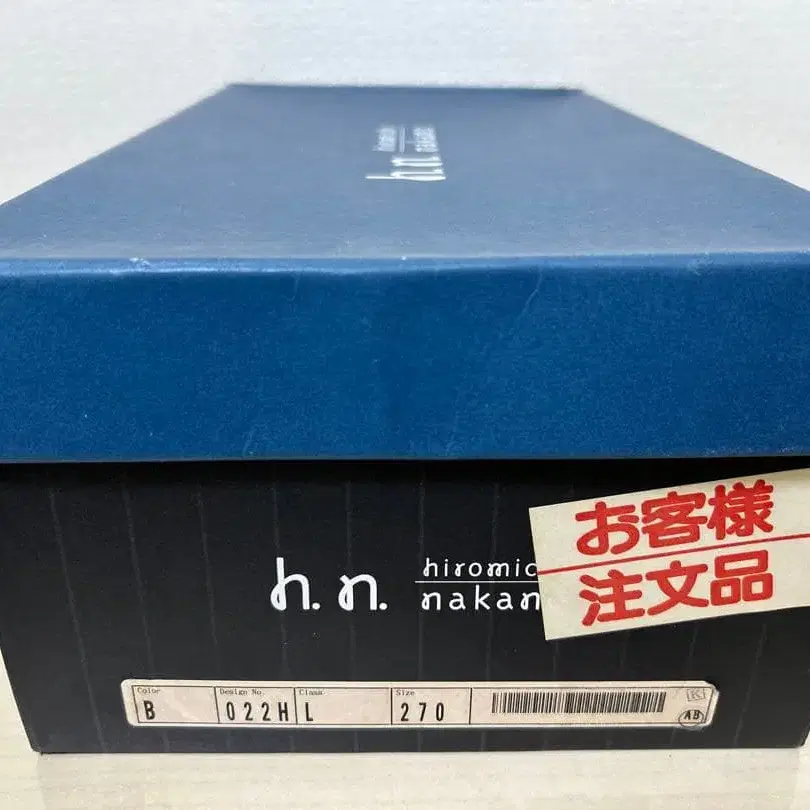 h.n.
h.n.
hiromic
nakan
お客様
注文品
Color
B
Design No.
022H
Class
L
Size
270
K
AB